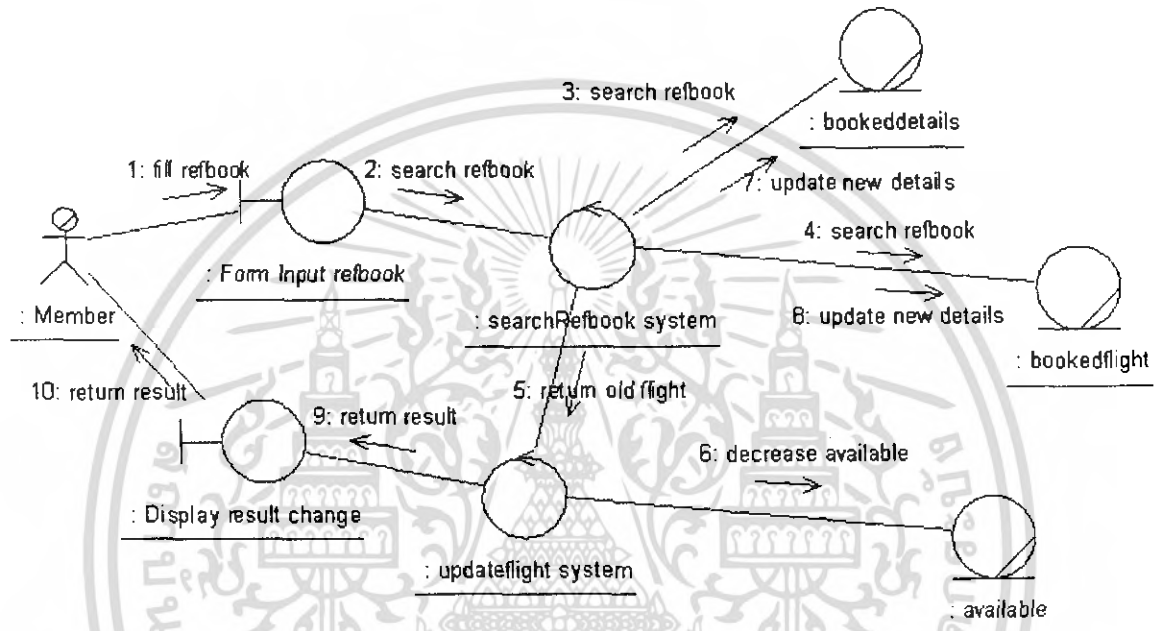 3: search refbook
: bookeddetails
1: fill refbook
2: search refbook
7: update new details
4: search refbook
: Form Input refbook
: Member
: searchRefbook system
8: update new details
: bookedflight
10: return result
9: return result
5: return old flight
6: decrease available
: Display result change
: updateflight system
: available